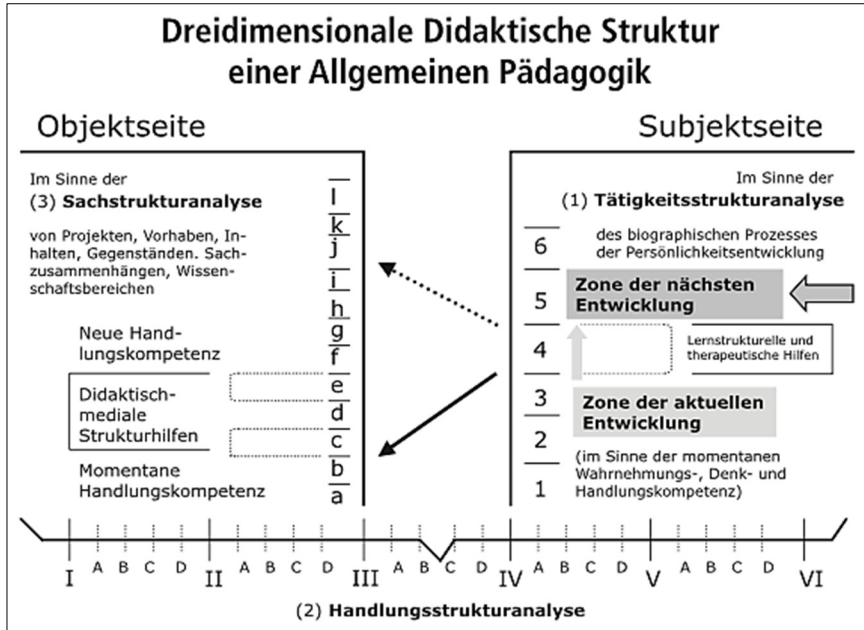 Dreidimensionale Didaktische Struktur
einer Allgemeinen Pädagogik
Objektseite
Im Sinne der
(3) Sachstrukturanalyse
von Projekten, Vorhaben, In-
halten, Gegenständen. Sach-
zusammenhängen, Wissen-
schaftsbereichen
Neue Hand-
lungskompetenz
Didaktisch-
mediale
Strukturhilfen
Momentane
Handlungskompetenz
l
k
j
i
h
g
f
e
d
c
b
a
Subjektseite
Im Sinne der
(1) Tätigkeitsstrukturanalyse
des biographischen Prozesses
der Persönlichkeitsentwicklung
6
5
4
3
2
1
Zone der nächsten
Entwicklung
Lernstrukturelle und
therapeutische Hilfen
Zone der aktuellen
Entwicklung
(im Sinne der momentanen
Wahrnehmungs-, Denk- und
Handlungskompetenz)
I A B C D II A B C D III A B C D IV A B C D V A B C D VI
(2) Handlungsstrukturanalyse